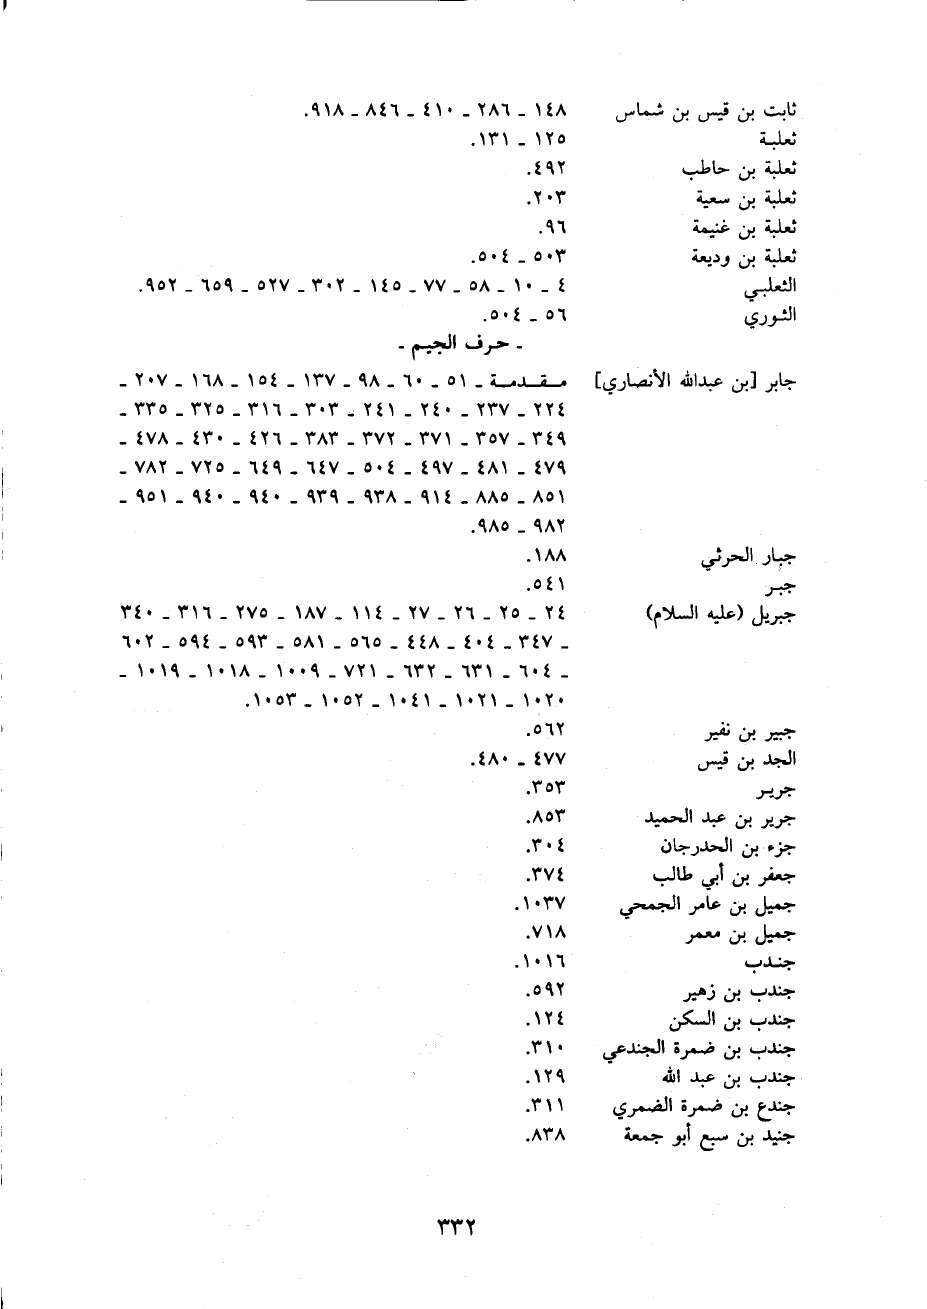 ثابت بن قيس بن شماس ١٤٨ ـ ٢٨٦ ـ ٤١٠ ـ ٨٤٦ ـ ٩١٨.
ثعلبـة ١٢٥ ـ ١٣١.
ثعلبة بن حاطب ٤٩٢.
ثعلبة بن سعية ٢٠٣.
ثعلبة بن غنيمة ٩٦.
ثعلبة بن وديعة ٥٠٣ ـ ٥٠٤.
الثعلبـي ٤ ـ ١٠ ـ ٥٨ ـ ٧٧ ـ ١٤٥ ـ ٣٠٢ ـ ٥٢٧ ـ ٦٥٩ ـ ٩٥٢.
الثوري ٥٦ ـ ٥٠٤.
ـ حرف الجيم ـ
جابر [بن عبدالله الأنصاري] مـقـدمـة ـ ٥١ ـ ٦٠ ـ ٩٨ ـ ١٣٧ ـ ١٥٤ ـ ١٦٨ ـ ٢٠٧ ـ
٢٢٤ ـ ٢٣٧ ـ ٢٤٠ ـ ٢٤١ ـ ٣٠٣ ـ ٣١٦ ـ ٣٢٥ ـ ٣٣٥ ـ
٣٤٩ ـ ٣٥٧ ـ ٣٧١ ـ ٣٧٢ ـ ٣٨٣ ـ ٤٢٦ ـ ٤٣٠ ـ ٤٧٨ ـ
٤٧٩ ـ ٤٨١ ـ ٤٩٧ ـ ٥٠٤ ـ ٦٤٧ ـ ٦٤٩ ـ ٧٢٥ ـ ٧٨٢ ـ
٨٥١ ـ ٨٨٥ ـ ٩١٤ ـ ٩٣٨ ـ ٩٣٩ ـ ٩٤٠ ـ ٩٤٠ ـ ٩٥١ ـ
٩٨٢ ـ ٩٨٥.
جبار الحرثي ١٨٨.
جبـر ٥٤١.
جبريل (عليه السلام) ٢٤ ـ ٢٥ ـ ٢٦ ـ ٢٧ ـ ١١٤ ـ ١٨٧ ـ ٢٧٥ ـ ٣١٦ ـ ٣٤٠
ـ ٣٤٧ ـ ٤٠٤ ـ ٤٤٨ ـ ٥٦٥ ـ ٥٨١ ـ ٥٩٣ ـ ٥٩٤ ـ ٦٠٢
ـ ٦٠٤ ـ ٦٣١ ـ ٦٣٢ ـ ٧٢١ ـ ١٠٠٩ ـ ١٠١٨ ـ ١٠١٩ ـ
١٠٢٠ ـ ١٠٢١ ـ ١٠٤١ ـ ١٠٥٢ ـ ١٠٥٣.
جبير بن نفير ٥٦٢.
الجد بن قيس ٤٧٧ ـ ٤٨٠.
جريـر ٣٥٣.
جرير بن عبد الحميد ٨٥٣.
جزء بن الحدرجان ٣٠٤.
جعفر بن أبي طالب ٣٧٤.
جميل بن عامر الجمحي ١٠٣٧.
جميل بن معمر ٧١٨.
جنـدب ١٠١٦.
جندب بن زهير ٥٩٢.
جندب بن السكن ١٢٤.
جندب بن ضمرة الجندعي ٣١٠.
جندب بن عبد الله ١٢٩.
جندع بن ضمرة الضمري ٣١١.
جنيد بن سبع أبو جمعة ٨٣٨.
٣٣٢